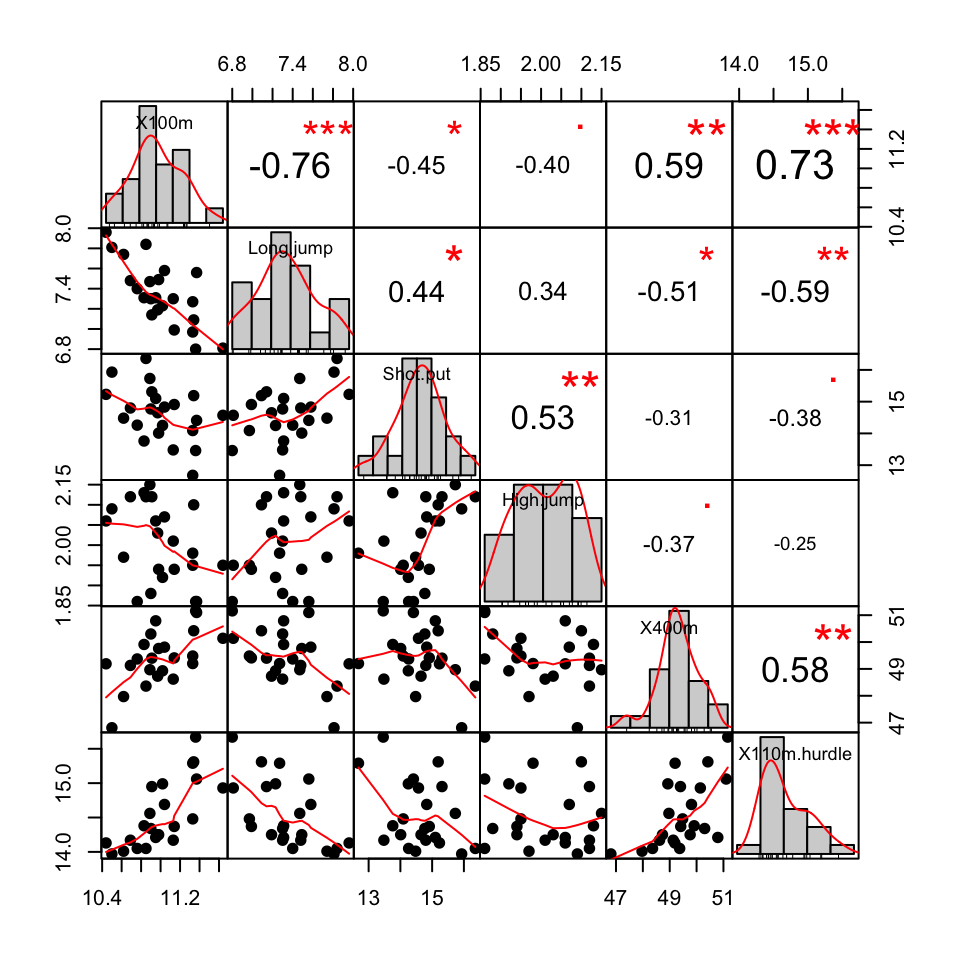 6.8 7.4 8.0 1.85 2.00 2.15 14.0 15.0
X100m *** * . ** ***
-0.76 -0.45 -0.40 0.59 0.73
10.4 11.2
6.8 7.4 8.0
Long.jump * * **
0.44 0.34 -0.51 -0.59
Shot.put ** .
0.53 -0.31 -0.38
13 15
1.85 2.00 2.15
High.jump .
-0.37 -0.25
X400m **
0.58
47 49 51
14.0 15.0
X110m.hurdle
10.4 11.2 13 15 47 49 51